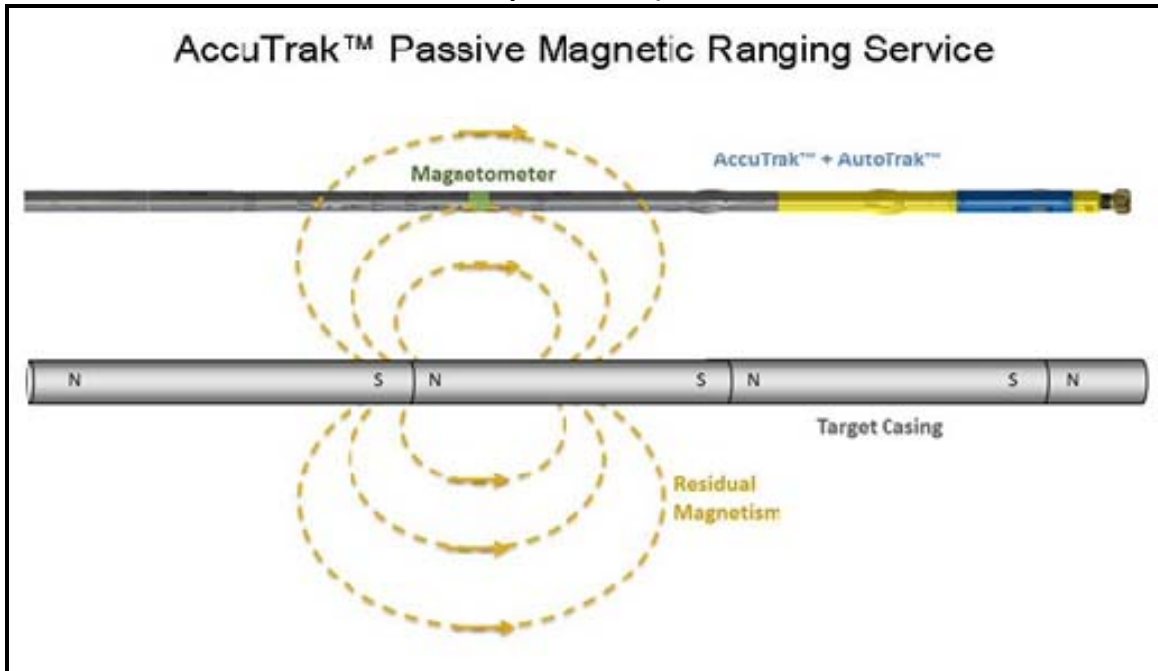 AccuTrak™ Passive Magnetic Ranging Service
AccuTrak™ + AutoTrak™
Magnetometer
N S N S N S N
Target Casing
Residual
Magnetism